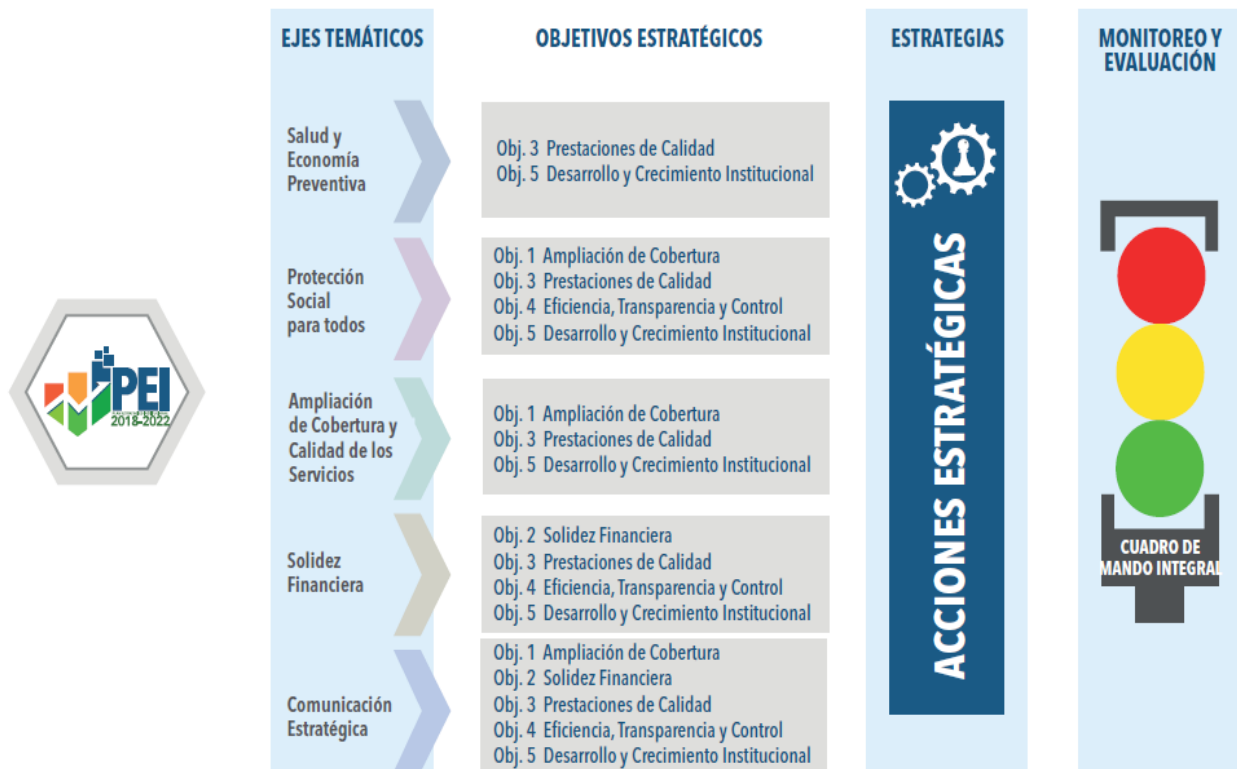 EJES TEMÁTICOS
OBJETIVOS ESTRATÉGICOS
ESTRATEGIAS
MONITOREO Y
EVALUACIÓN
PEI
2018-2022
Salud y
Economía
Preventiva
Obj. 3 Prestaciones de Calidad
Obj. 5 Desarrollo y Crecimiento Institucional
Protección
Social
para todos
Obj. 1 Ampliación de Cobertura
Obj. 3 Prestaciones de Calidad
Obj. 4 Eficiencia, Transparencia y Control
Obj. 5 Desarrollo y Crecimiento Institucional
Ampliación
de Cobertura y
Calidad de los
Servicios
Obj. 1 Ampliación de Cobertura
Obj. 3 Prestaciones de Calidad
Obj. 5 Desarrollo y Crecimiento Institucional
Solidez
Financiera
Obj. 2 Solidez Financiera
Obj. 3 Prestaciones de Calidad
Obj. 4 Eficiencia, Transparencia y Control
Obj. 5 Desarrollo y Crecimiento Institucional
Comunicación
Estratégica
Obj. 1 Ampliación de Cobertura
Obj. 2 Solidez Financiera
Obj. 3 Prestaciones de Calidad
Obj. 4 Eficiencia, Transparencia y Control
Obj. 5 Desarrollo y Crecimiento Institucional
ACCIONES ESTRATÉGICAS
CUADRO DE
MANDO INTEGRAL